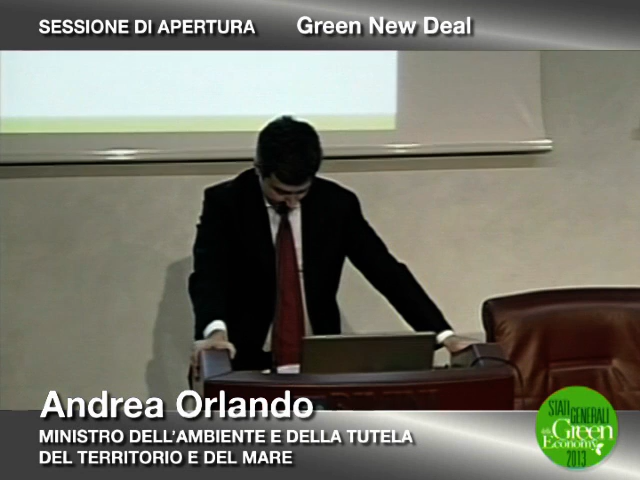 SESSIONE DI APERTURA Green New Deal
Andrea Orlando
MINISTRO DELL'AMBIENTE E DELLA TUTELA
DEL TERRITORIO E DEL MARE
STATI GENERALI
della Green
Economy
2013